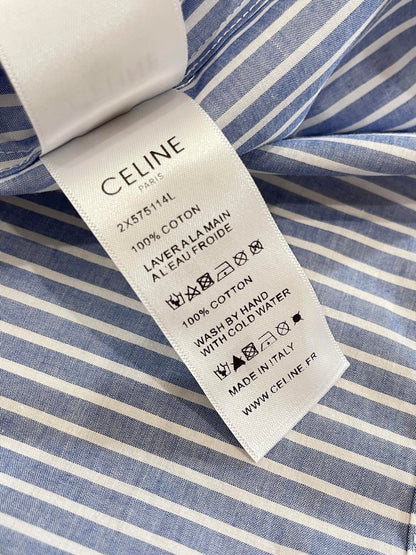 CELINE
PARIS
2X575114L
100% COTON
LAVER A LA MAIN
A L'EAU FROIDE
100% COTTON
WASH BY HAND
WITH COLD WATER
MADE IN ITALY
WWW.CELINE.FR